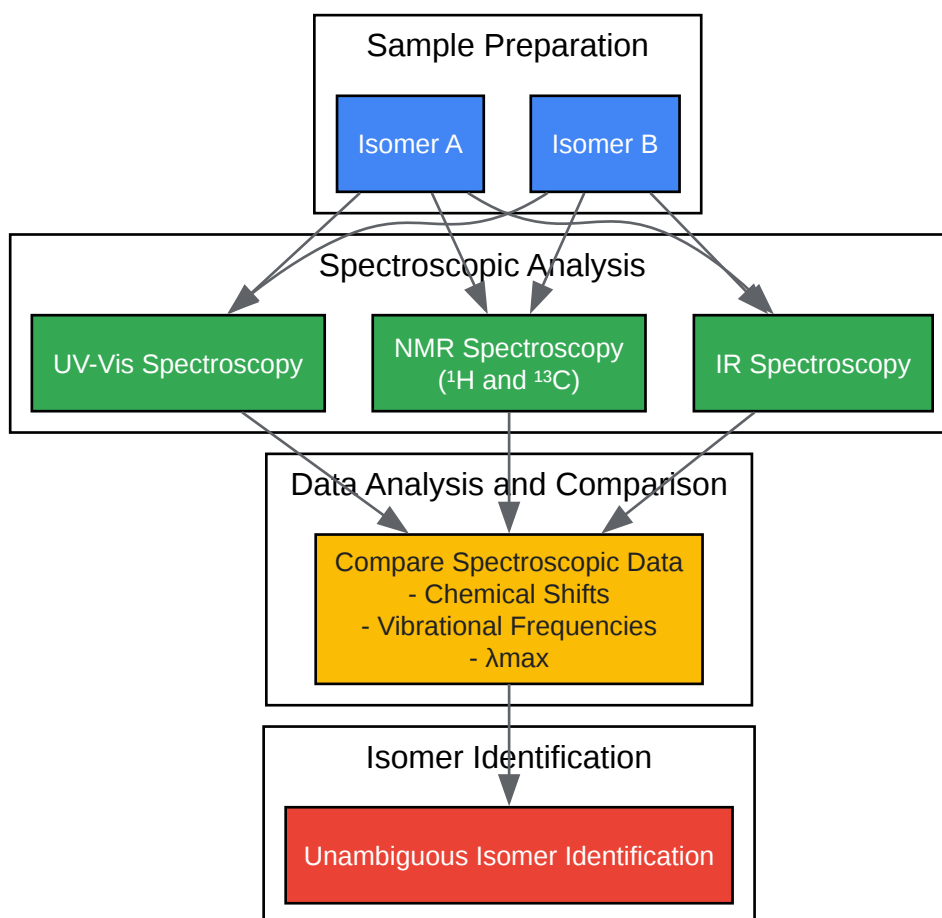 Sample Preparation
Isomer A
Isomer B
Spectroscopic Analysis
UV-Vis Spectroscopy
NMR Spectroscopy
(¹H and ¹³C)
IR Spectroscopy
Data Analysis and Comparison
Compare Spectroscopic Data
- Chemical Shifts
- Vibrational Frequencies
- λmax
Isomer Identification
Unambiguous Isomer Identification